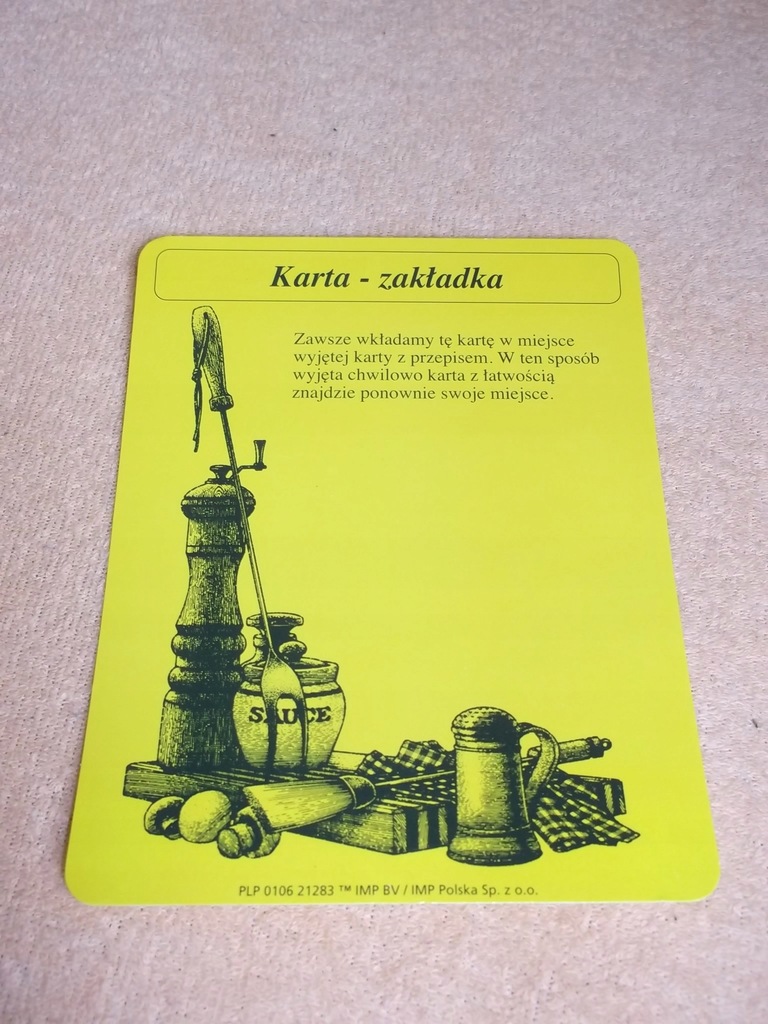 Karta - zakładka
Zawsze wkładamy tę kartę w miejsce
wyjętej karty z przepisem. W ten sposób
wyjęta chwilowo karta z łatwością
znajdzie ponownie swoje miejsce.
SAUCE
PLP 0106 21283 ™ IMP BV / IMP Polska Sp. z o.o.